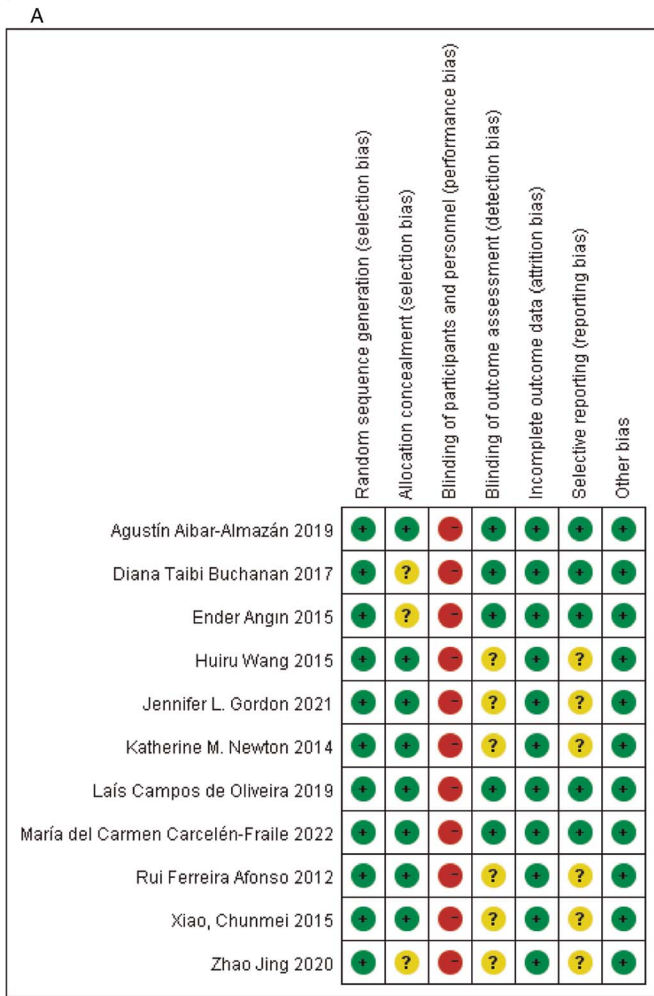 A
Random sequence generation (selection bias)
Allocation concealment (selection bias)
Blinding of participants and personnel (performance bias)
Blinding of outcome assessment (detection bias)
Incomplete outcome data (attrition bias)
Selective reporting (reporting bias)
Other bias
Agustín Aibar-Almazán 2019 + + - + + + +
Diana Taibi Buchanan 2017 + ? - + + + +
Ender Angın 2015 + ? - + + + +
Huiru Wang 2015 + + - ? + ? +
Jennifer L. Gordon 2021 + + - ? + ? +
Katherine M. Newton 2014 + + - ? + ? +
Laís Campos de Oliveira 2019 + + - + + + +
María del Carmen Carcelén-Fraile 2022 + + - + + + +
Rui Ferreira Afonso 2012 + + - ? + ? +
Xiao, Chunmei 2015 + + - ? + ? +
Zhao Jing 2020 + ? - ? + ? +